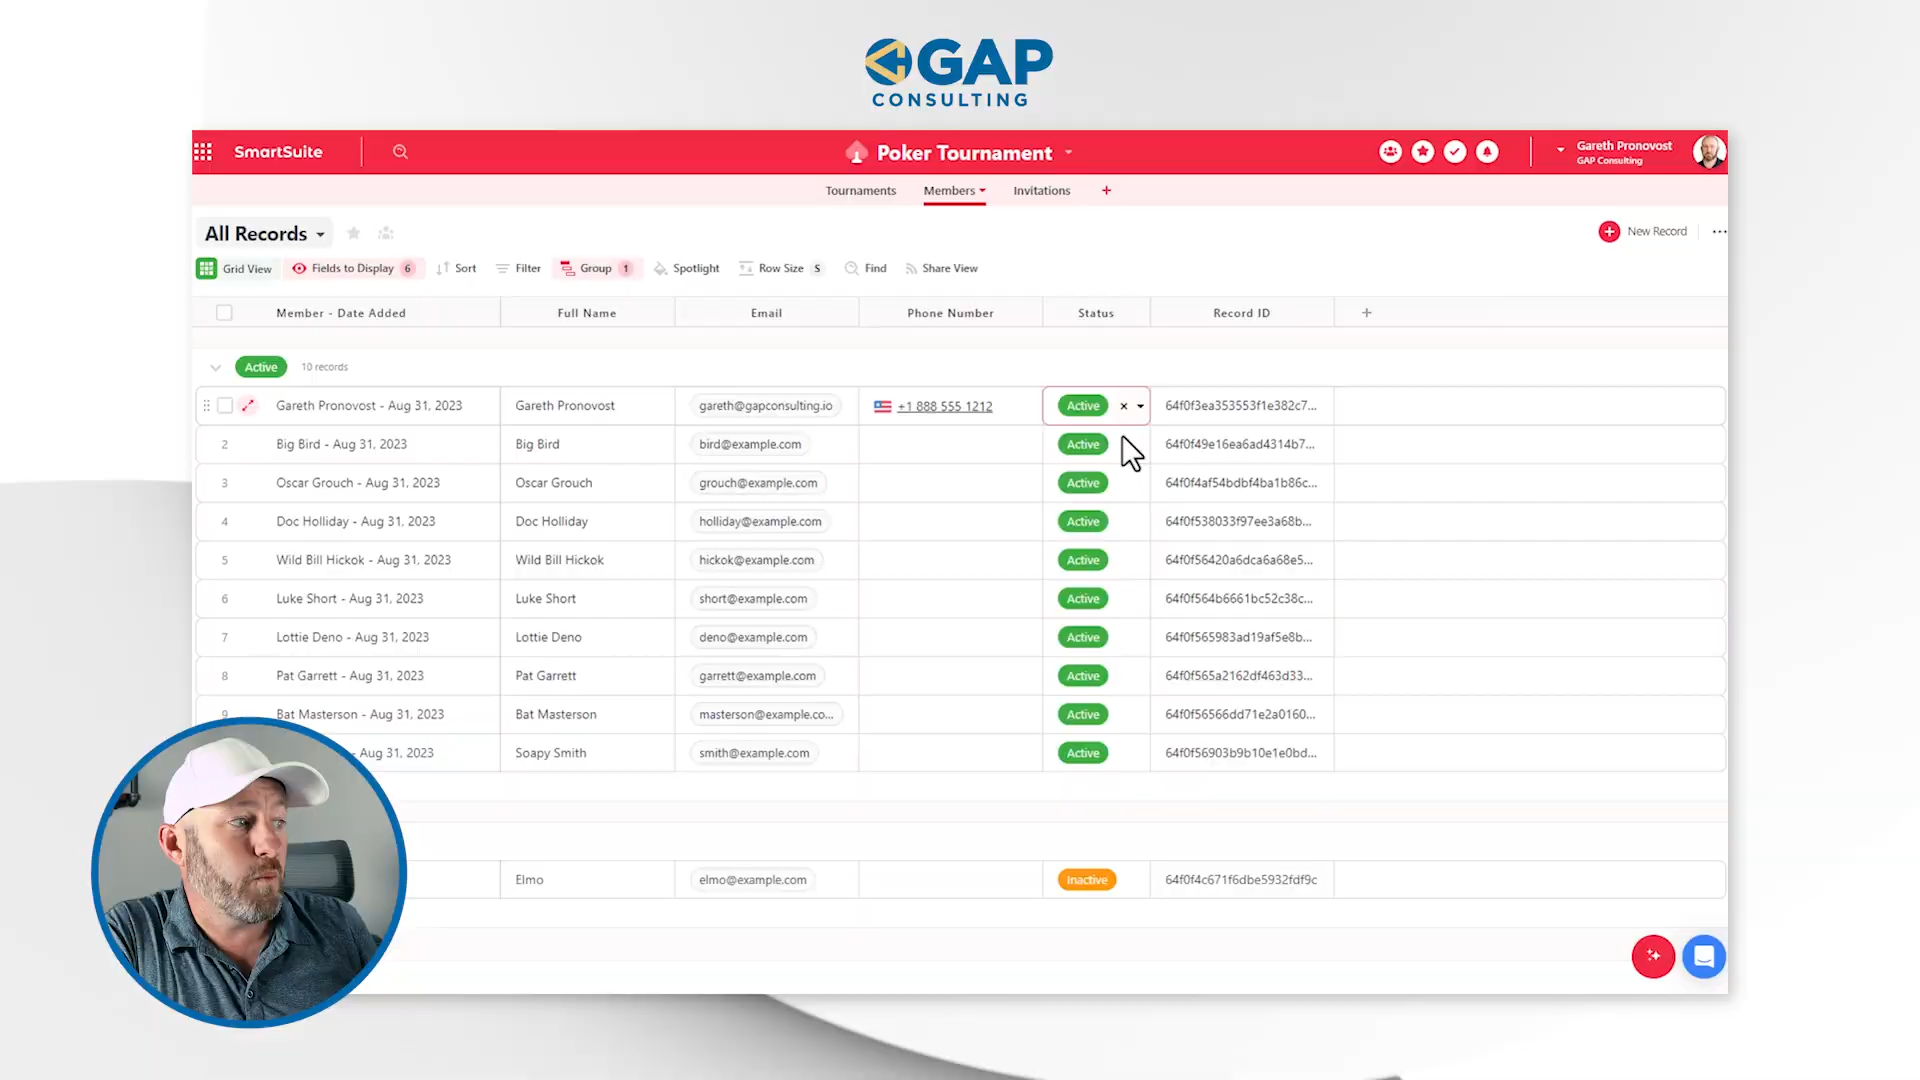 GAP
CONSULTING
SmartSuite
Poker Tournament
Gareth Pronovost
GAP Consulting
Tournaments Members Invitations +
All Records
New Record
Grid View Fields to Display 6 Sort Filter Group 1 Spotlight Row Size S Find Share View
Member - Date Added Full Name Email Phone Number Status Record ID +
Active 10 records
Gareth Pronovost - Aug 31, 2023 Gareth Pronovost gareth@gapconsulting.io +1 888 555 1212 Active × 64f0f3ea353553f1e382c7...
2 Big Bird - Aug 31, 2023 Big Bird bird@example.com Active 64f0f49e16ea6ad4314b7...
3 Oscar Grouch - Aug 31, 2023 Oscar Grouch grouch@example.com Active 64f0f4af54bdbf4ba1b86c...
4 Doc Holliday - Aug 31, 2023 Doc Holliday holliday@example.com Active 64f0f538033f97ee3a68b...
5 Wild Bill Hickok - Aug 31, 2023 Wild Bill Hickok hickok@example.com Active 64f0f56420a6dca6a68e5...
6 Luke Short - Aug 31, 2023 Luke Short short@example.com Active 64f0f564b6661bc52c38c...
7 Lottie Deno - Aug 31, 2023 Lottie Deno deno@example.com Active 64f0f565983ad19af5e8b...
8 Pat Garrett - Aug 31, 2023 Pat Garrett garrett@example.com Active 64f0f565a2162df463d33...
9 Bat Masterson - Aug 31, 2023 Bat Masterson masterson@example.co... Active 64f0f56566dd71e2a0160...
- Aug 31, 2023 Soapy Smith smith@example.com Active 64f0f56903b9b10e1e0bd...
Elmo elmo@example.com Inactive 64f0f4c671f6dbe5932fdf9c